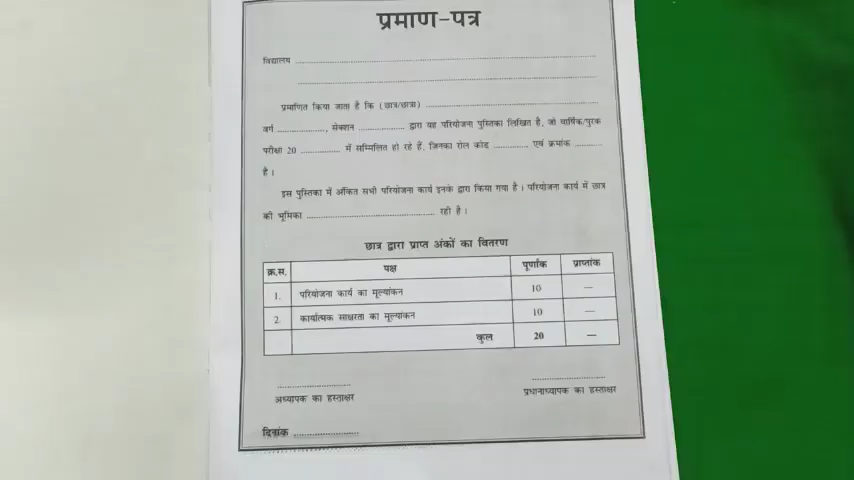 प्रमाण-पत्र
विद्यालय ..........................................................................
..........................................................................
प्रमाणित किया जाता है कि (छात्र/छात्रा) ..........................................
वर्ग ................, सेक्शन ................ द्वारा यह परियोजना पुस्तिका लिखित है, जो वार्षिक/पुरक
परीक्षा 20 .............. में सम्मिलित हो रहे हैं, जिनका रोल कोड ............ एवं क्रमांक ..........
है।
इस पुस्तिका में अंकित सभी परियोजना कार्य इनके द्वारा किया गया है। परियोजना कार्य में छात्र
की भूमिका .............................................. रही है।
छात्र द्वारा प्राप्त अंकों का वितरण
क्र.स. पक्ष पूर्णांक प्राप्तांक
1. परियोजना कार्य का मूल्यांकन 10 —
2. कार्यात्मक साक्षरता का मूल्यांकन 10 —
कुल 20 —
अध्यापक का हस्ताक्षर प्रधानाध्यापक का हस्ताक्षर
दिनांक ......................